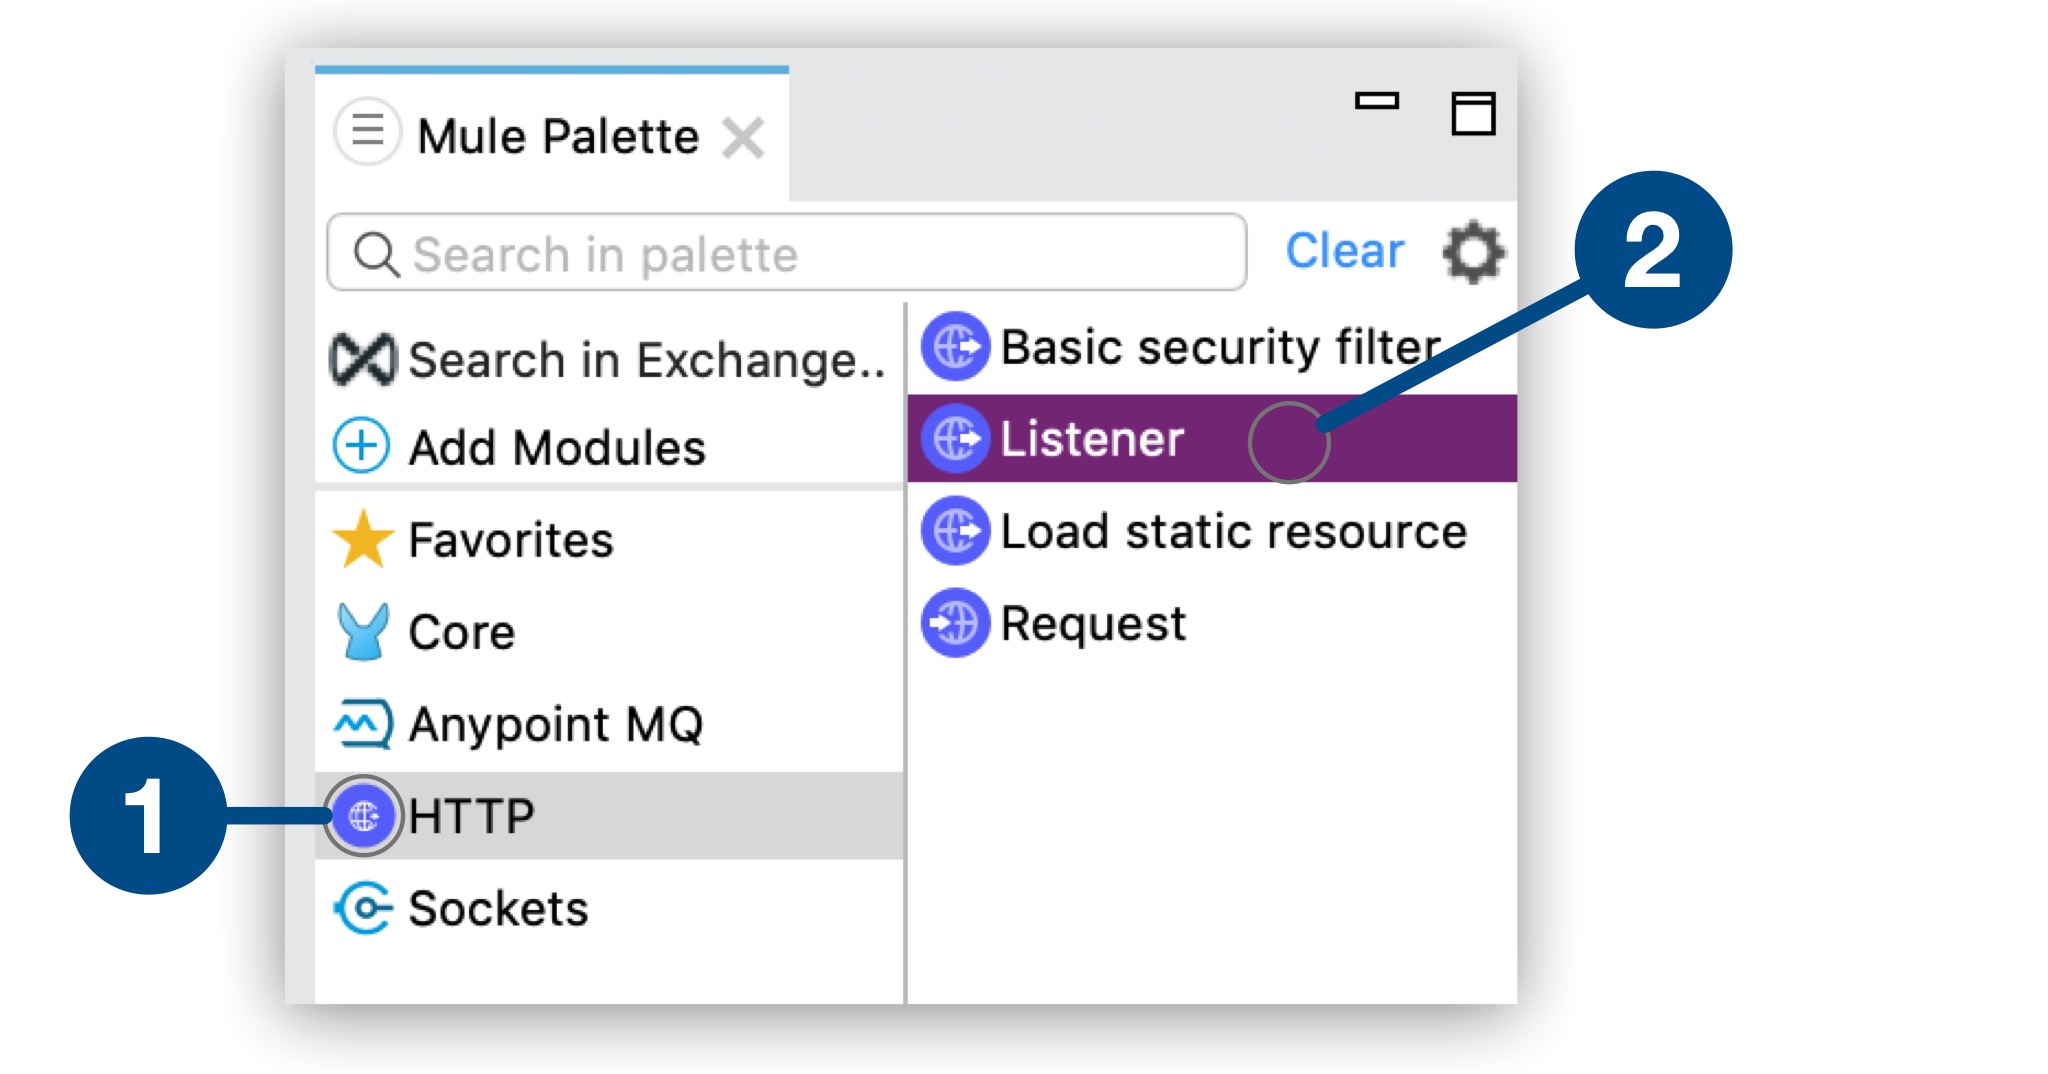 Mule Palette
Search in palette
Clear
2
Search in Exchange..
Add Modules
Favorites
Core
Anypoint MQ
1
HTTP
Sockets
Basic security filter
Listener
Load static resource
Request